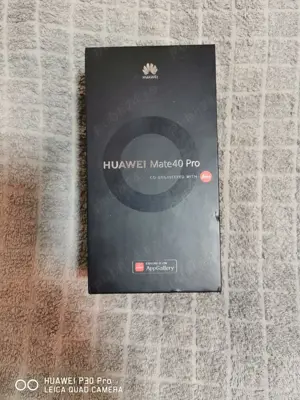 HUAWEI
HUAWEI Mate40 Pro
CO-ENGINEERED WITH
EXPLORE IT ON
AppGallery
HUAWEI P30 Pro
LEICA QUAD CAMERA